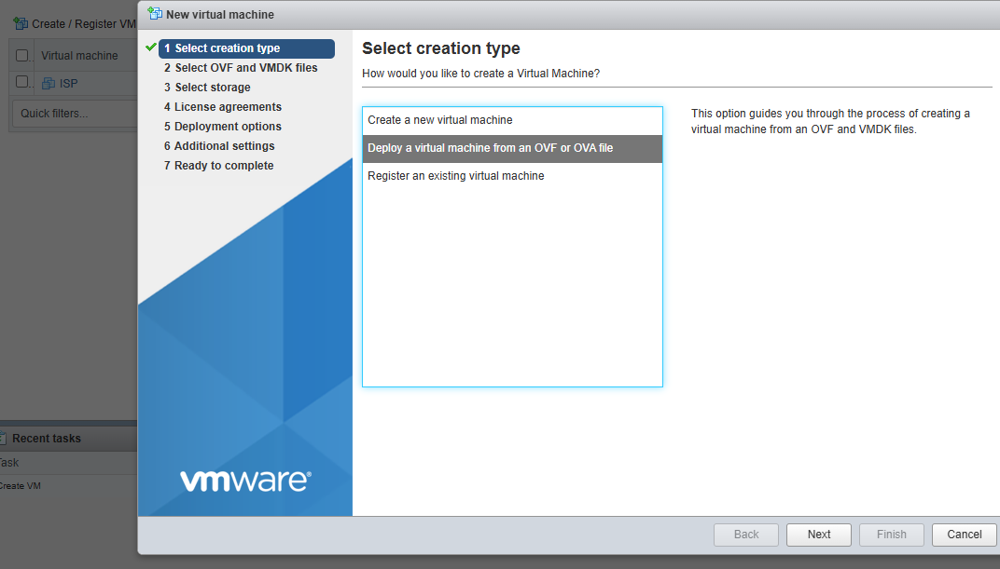 New virtual machine
Create / Register VM
Virtual machine
ISP
Quick filters...
Recent tasks
Task
Create VM
1 Select creation type
2 Select OVF and VMDK files
3 Select storage
4 License agreements
5 Deployment options
6 Additional settings
7 Ready to complete
vmware®
Select creation type
How would you like to create a Virtual Machine?
Create a new virtual machine
Deploy a virtual machine from an OVF or OVA file
Register an existing virtual machine
This option guides you through the process of creating a
virtual machine from an OVF and VMDK files.
Back
Next
Finish
Cancel